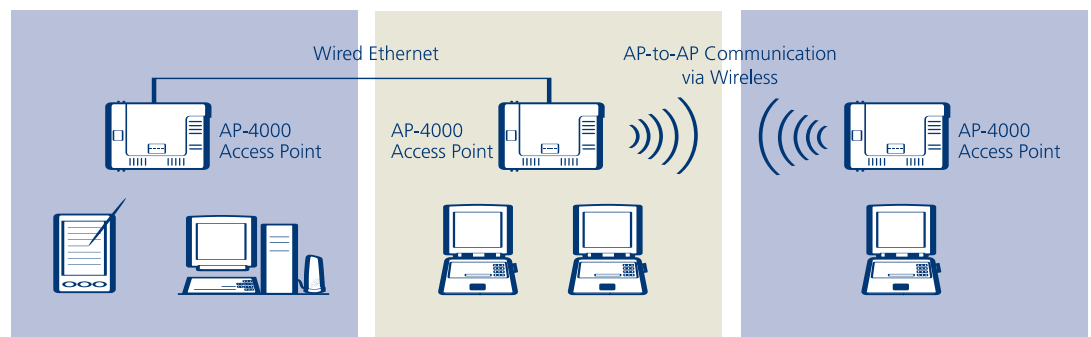 Wired Ethernet
AP-to-AP Communication
via Wireless
AP-4000
Access Point
AP-4000
Access Point
AP-4000
Access Point